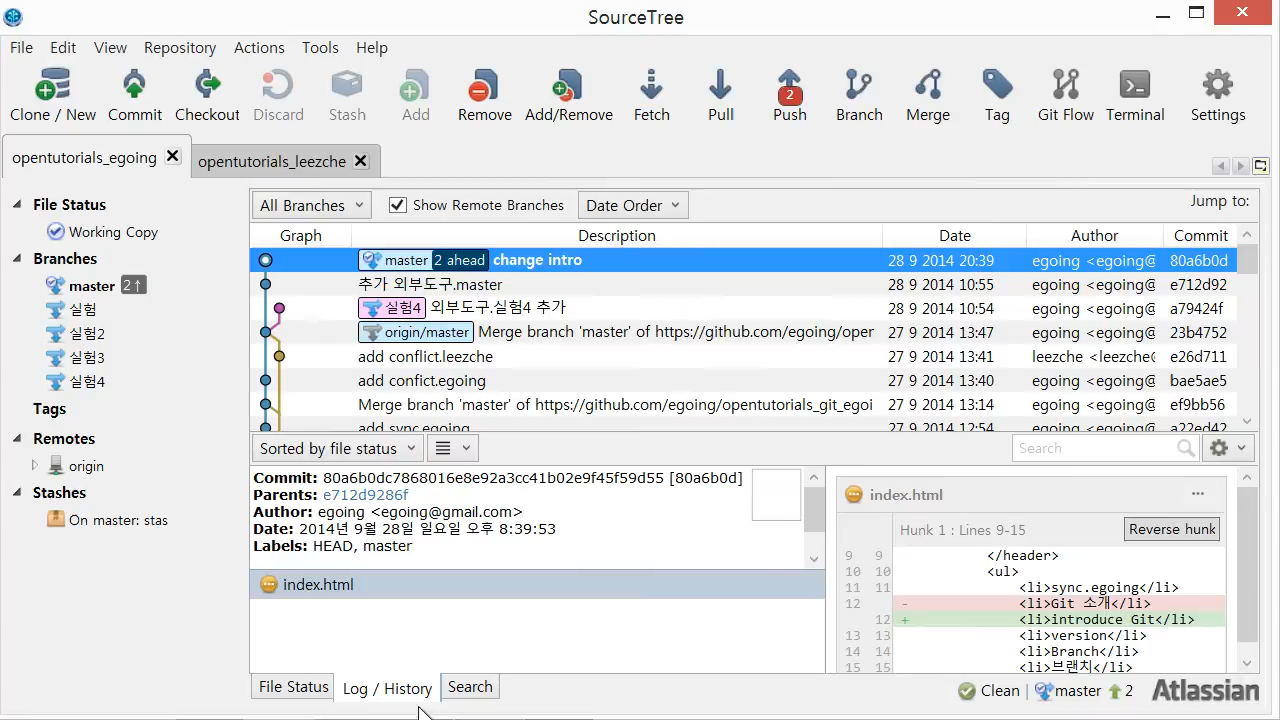 SourceTree
File Edit View Repository Actions Tools Help
Clone / New Commit Checkout Discard Stash Add Remove Add/Remove Fetch Pull 2 Push Branch Merge Tag Git Flow Terminal Settings
opentutorials_egoing opentutorials_leezche
File Status
Working Copy
Branches
master 2↑
실험
실험2
실험3
실험4
Tags
Remotes
origin
Stashes
On master: stas
All Branches Show Remote Branches Date Order Jump to:
Graph Description Date Author Commit
master 2 ahead change intro 28 9 2014 20:39 egoing <egoing@ 80a6b0d
추가 외부도구.master 28 9 2014 10:55 egoing <egoing@ e712d92
실험4 외부도구.실험4 추가 28 9 2014 10:54 egoing <egoing@ a79424f
origin/master Merge branch 'master' of https://github.com/egoing/oper 27 9 2014 13:47 egoing <egoing@ 23b4752
add conflict.leezche 27 9 2014 13:41 leezche <leezche@ e26d711
add confict.egoing 27 9 2014 13:40 egoing <egoing@ bae5ae5
Merge branch 'master' of https://github.com/egoing/opentutorials_git_egoi 27 9 2014 13:14 egoing <egoing@ ef9bb56
add sync.egoing 27 9 2014 12:54 egoing <egoing@ a22ed42
Sorted by file status Search
Commit: 80a6b0dc7868016e8e92a3cc41b02e9f45f59d55 [80a6b0d]
Parents: e712d9286f
Author: egoing <egoing@gmail.com>
Date: 2014년 9월 28일 일요일 오후 8:39:53
Labels: HEAD, master
index.html
index.html ...
Hunk 1 : Lines 9-15 Reverse hunk
9 9 </header>
10 10 <ul>
11 11 <li>sync.egoing</li>
12 - <li>Git 소개</li>
12 + <li>introduce Git</li>
13 13 <li>version</li>
14 14 <li>Branch</li>
15 15 <li>브랜치</li>
File Status Log / History Search
Clean master 2 Atlassian